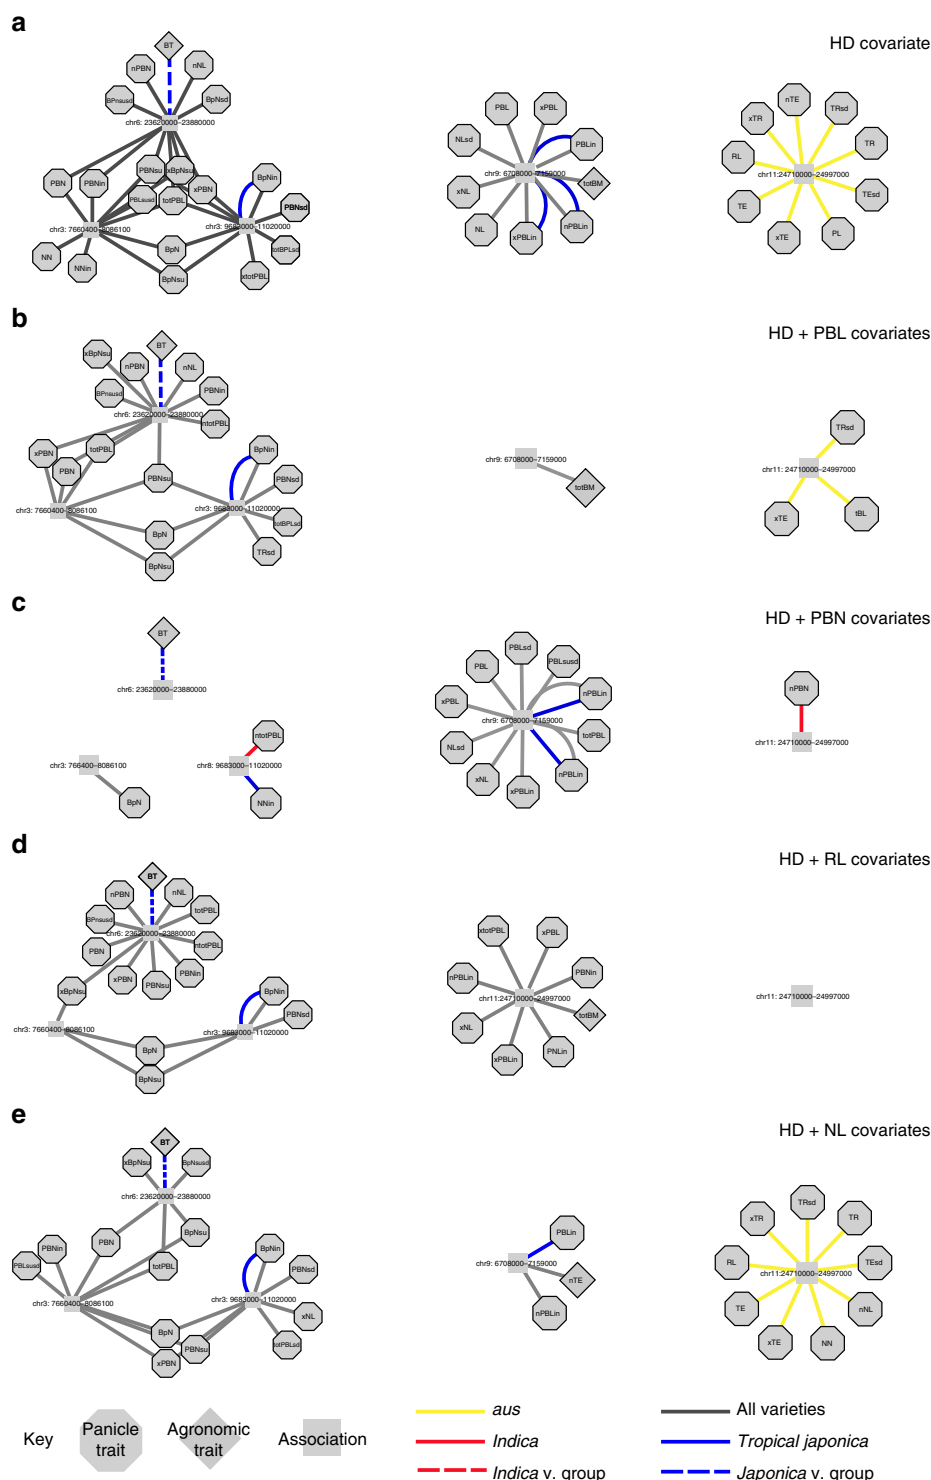 a
HD covariate
BT
nPBN
nNL
BPnsusd
BpNsd
chr6: 23620000–23880000
PBN
PBNin
PBNsu
xBpNsu
xPBN
PBLsusd
totPBL
BpNin
PBNsd
chr3: 7660400–8086100
chr3: 9683000–11020000
NN
NNin
BpN
BpNsu
totBPLsd
xtotPBL
PBL
xPBL
NLsd
PBLin
chr9: 6708000–7159000
totBM
xNL
NL
xPBLin
nPBLin
nTE
TRsd
xTR
TR
RL
chr11:24710000–24997000
TE
TEsd
xTE
PL
b
HD + PBL covariates
BT
xBpNsu
nPBN
nNL
BPnsusd
PBNin
chr6: 23620000–23880000
ntotPBL
xPBN
totPBL
PBN
PBNsu
BpNin
PBNsd
chr3: 7660400–8086100
chr3: 9683000–11020000
totBPLsd
BpN
TRsd
BpNsu
chr9: 6708000–7159000
totBM
TRsd
chr11: 24710000–24997000
xTE
tBL
c
HD + PBN covariates
BT
chr6: 23620000–23880000
ntotPBL
chr3: 766400–8086100
chr8: 9683000–11020000
BpN
NNin
PBLsd
PBL
PBLsusd
nPBLin
xPBL
chr9: 6708000–7159000
totPBL
NLsd
xNL
xPBLin
nPBLin
nPBN
chr11: 24710000–24997000
d
HD + RL covariates
BT
nPBN
nNL
BPnsusd
totPBL
chr6: 23620000–23880000
PBN
ntotPBL
xPBN
PBNsu
PBNin
xBpNsu
BpNin
PBNsd
chr3: 7660400–8086100
chr3: 9683000–11020000
BpN
BpNsu
xtotPBL
xPBL
nPBLin
PBNin
chr11:24710000–24997000
totBM
xNL
xPBLin
PNLin
chr11: 24710000–24997000
e
HD + NL covariates
BT
xBpNsu
BpNsusd
chr6: 23620000–23880000
PBNin
PBN
BpNsu
PBLsusd
totPBL
BpNin
PBNsd
chr3: 7660400–8086100
chr3: 9683000–11020000
xNL
BpN
PBNsu
totPBLsd
xPBN
PBLin
chr9: 6708000–7159000
nTE
nPBLin
TRsd
xTR
TR
RL
TEsd
chr11:24710000–24997000
TE
nNL
xTE
NN
Key
Panicle
trait
Agronomic
trait
Association
aus
Indica
Indica v. group
All varieties
Tropical japonica
Japonica v. group